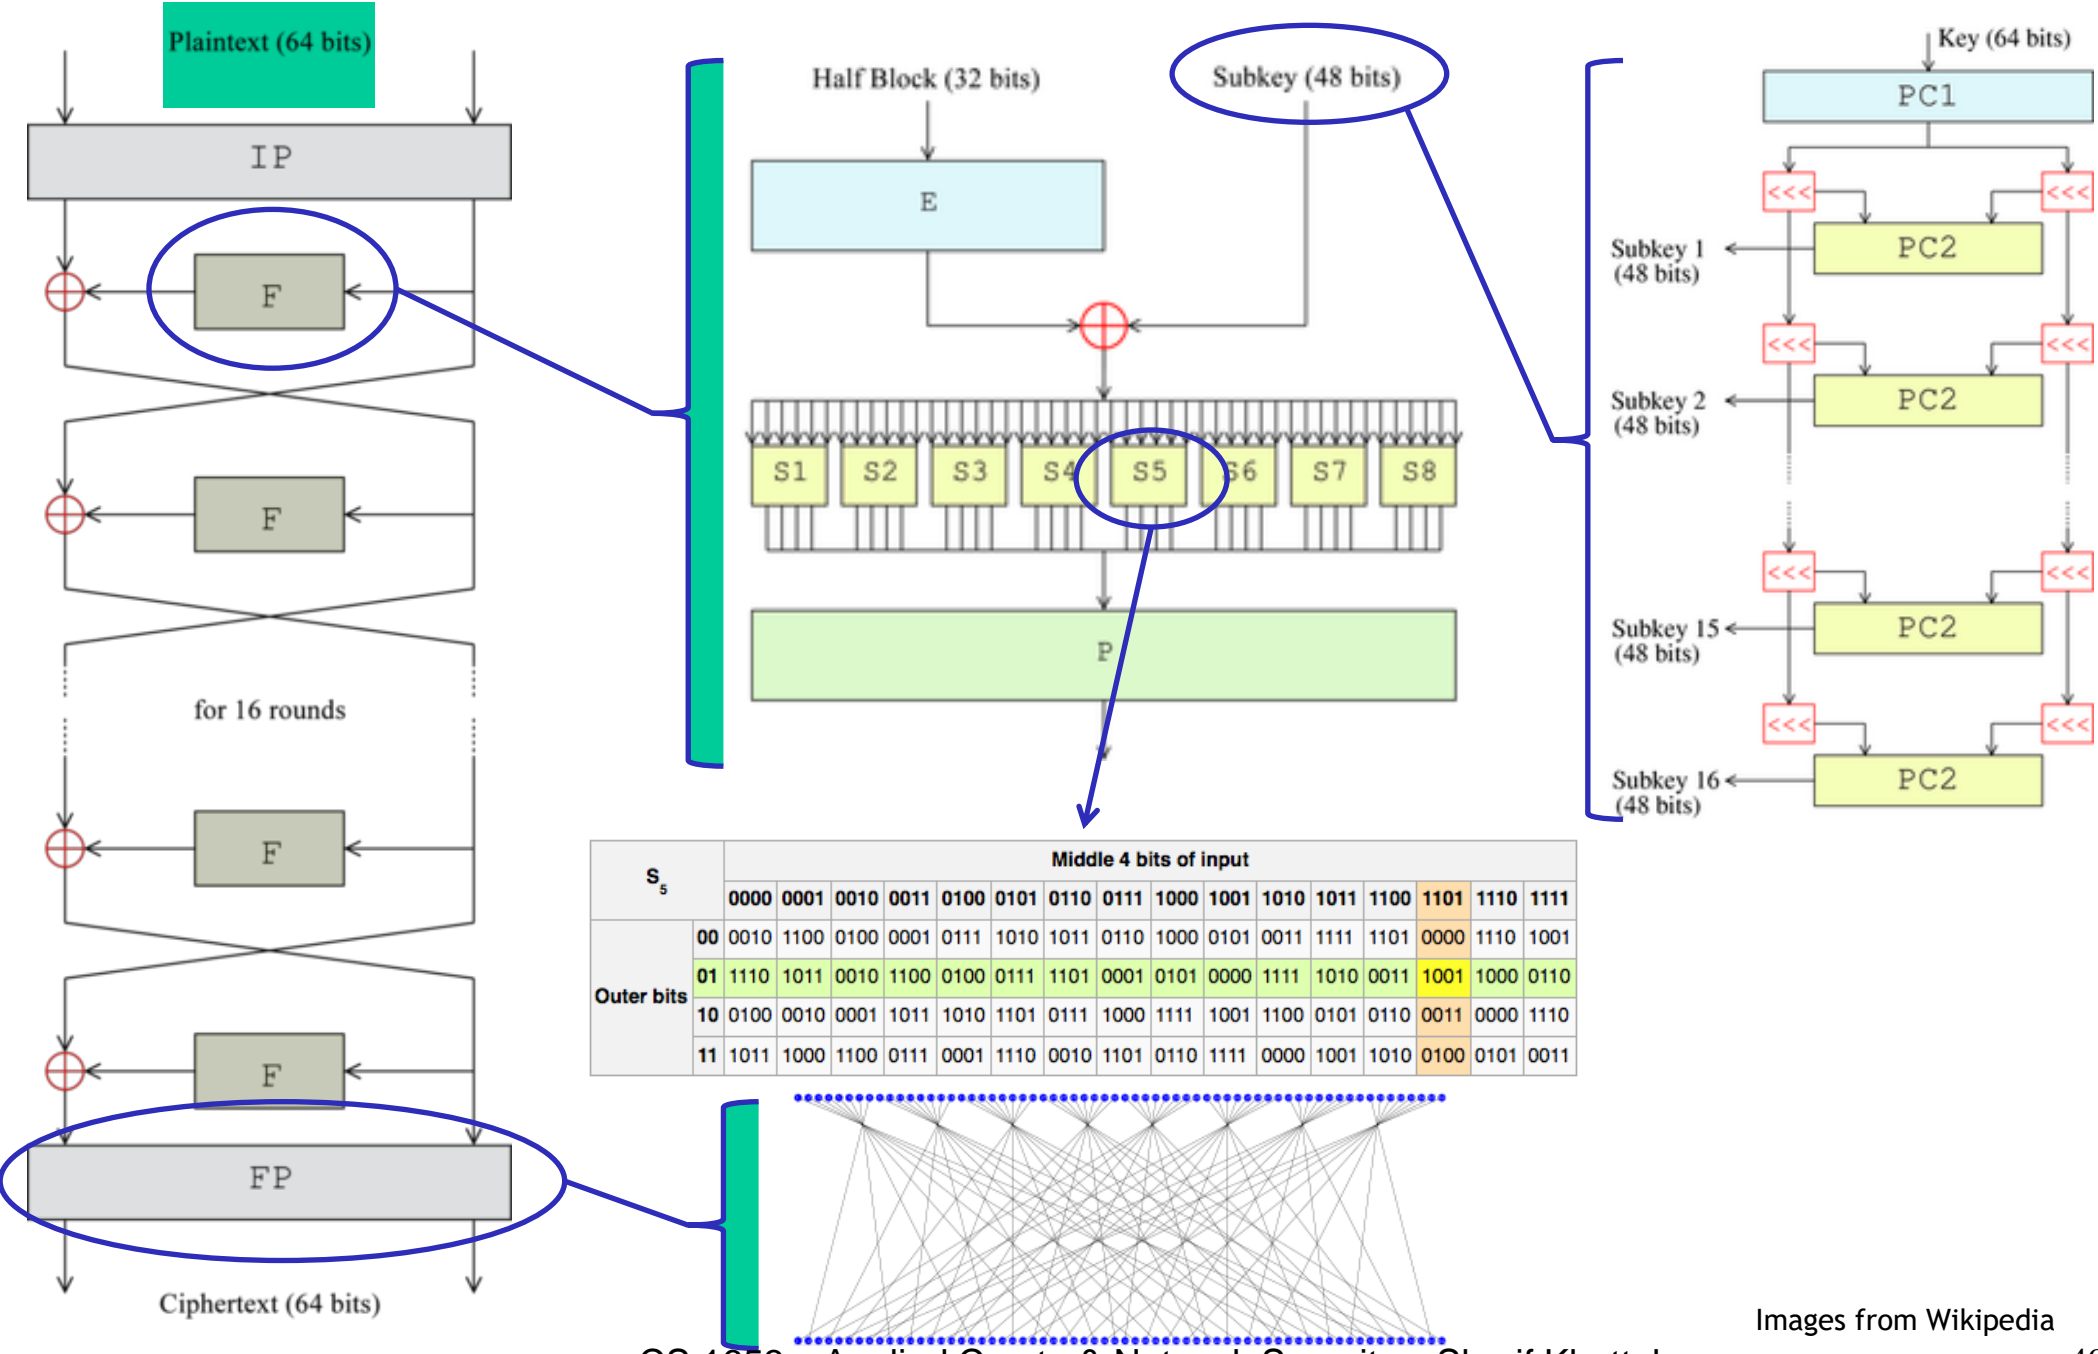 Plaintext (64 bits)
IP
F
F
for 16 rounds
F
F
FP
Ciphertext (64 bits)
Half Block (32 bits)
Subkey (48 bits)
E
S1 S2 S3 S4 S5 S6 S7 S8
P
Key (64 bits)
PC1
<<< <<<
Subkey 1
(48 bits)
PC2
<<< <<<
Subkey 2
(48 bits)
PC2
<<< <<<
Subkey 15
(48 bits)
PC2
<<< <<<
Subkey 16
(48 bits)
PC2
S5 Middle 4 bits of input
0000 0001 0010 0011 0100 0101 0110 0111 1000 1001 1010 1011 1100 1101 1110 1111
Outer bits
00 0010 1100 0100 0001 0111 1010 1011 0110 1000 0101 0011 1111 1101 0000 1110 1001
01 1110 1011 0010 1100 0100 0111 1101 0001 0101 0000 1111 1010 0011 1001 1000 0110
10 0100 0010 0001 1011 1010 1101 0111 1000 1111 1001 1100 0101 0110 0011 0000 1110
11 1011 1000 1100 0111 0001 1110 0010 1101 0110 1111 0000 1001 1010 0100 0101 0011
Images from Wikipedia